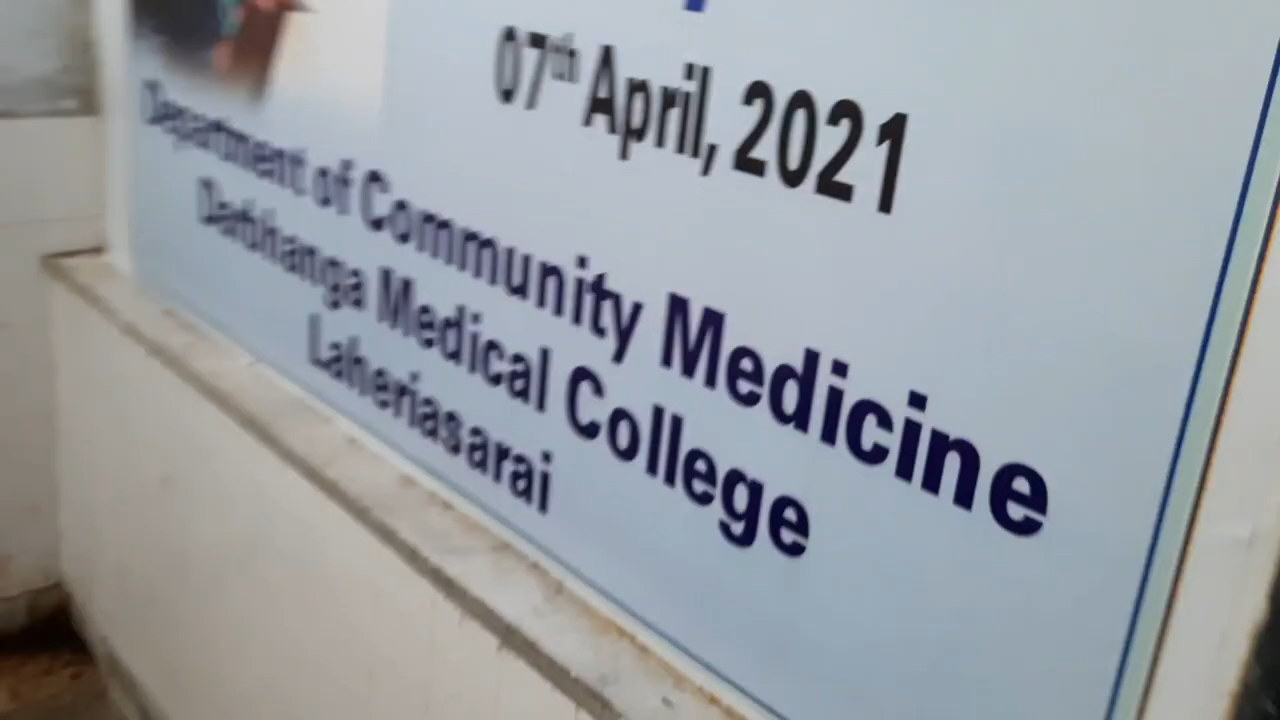 07th April, 2021
Department of Community Medicine
Darbhanga Medical College
Laheriasarai